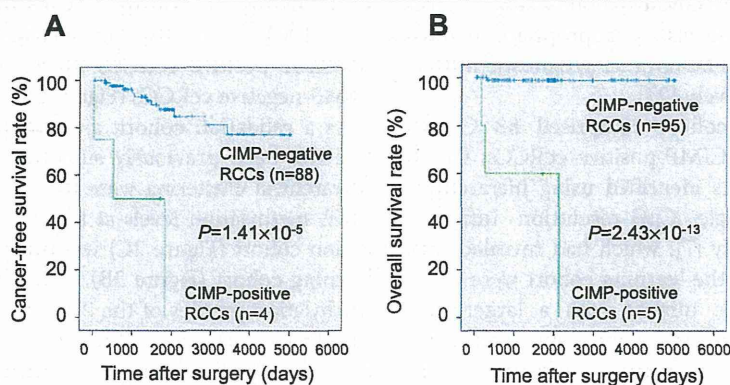 A
Cancer-free survival rate (%)
100
80
60
40
20
0
CIMP-negative
RCCs (n=88)
P=1.41×10-5
CIMP-positive
RCCs (n=4)
0 1000 2000 3000 4000 5000 6000
Time after surgery (days)
B
Overall survival rate (%)
100
80
60
40
20
0
CIMP-negative
RCCs (n=95)
P=2.43×10-13
CIMP-positive
RCCs (n=5)
0 1000 2000 3000 4000 5000 6000
Time after surgery (days)